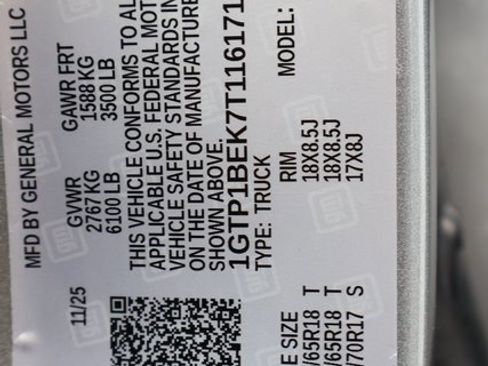 MFD BY GENERAL MOTORS LLC
11/25
GVWR
2767 KG
6100 LB
GAWR FRT
1588 KG
3500 LB
THIS VEHICLE CONFORMS TO AL
APPLICABLE U.S. FEDERAL MOT
VEHICLE SAFETY STANDARDS IN
ON THE DATE OF MANUFACTURE
SHOWN ABOVE.
1GTP1BEK7T116171
TYPE: TRUCK
MODEL:
E SIZE RIM
/65R18 T 18X8.5J
/65R18 T 18X8.5J
/70R17 S 17X8J